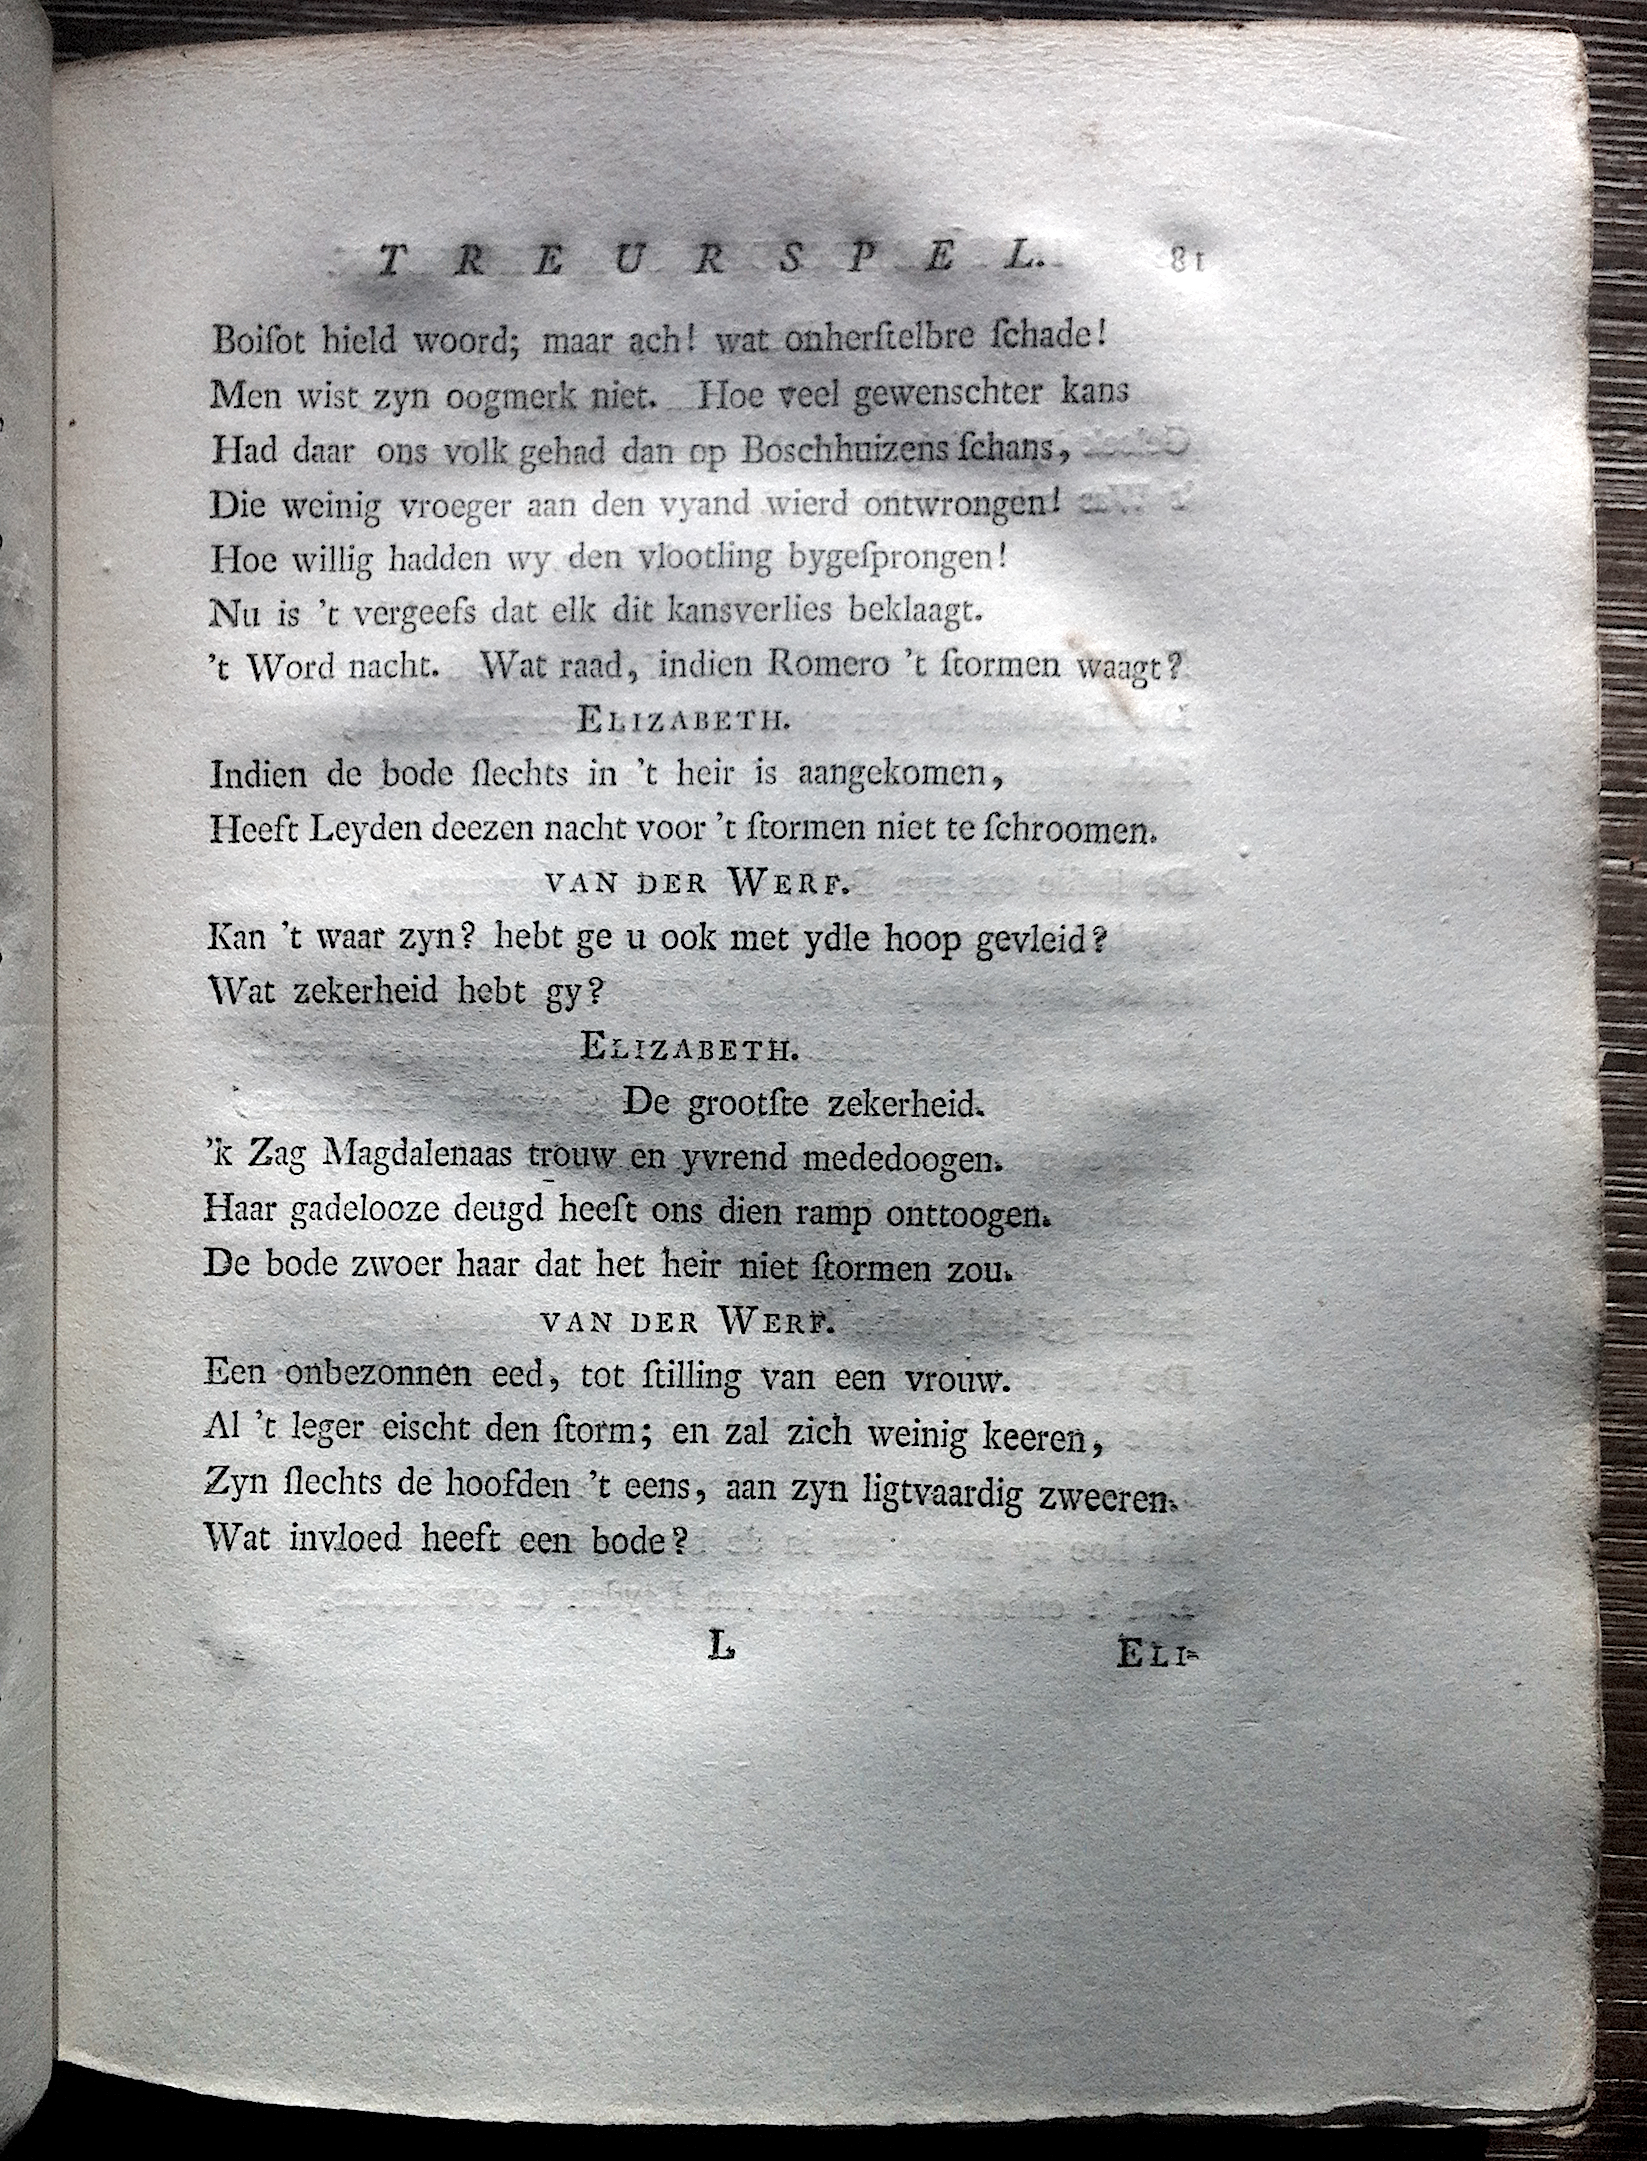 TREURSPEL. 81
Boiſot hield woord; maar ach! wat onherſtelbre ſchade!
Men wist zyn oogmerk niet. Hoe veel gewenschter kans
Had daar ons volk gehad dan op Boschhuizens ſchans,
Die weinig vroeger aan den vyand wierd ontwrongen!
Hoe willig hadden wy den vlootling bygeſprongen!
Nu is 't vergeefs dat elk dit kansverlies beklaagt.
't Word nacht. Wat raad, indien Romero 't ſtormen waagt?
ELIZABETH.
Indien de bode ſlechts in 't heir is aangekomen,
Heeft Leyden deezen nacht voor 't ſtormen niet te ſchroomen.
VAN DER WERF.
Kan 't waar zyn? hebt ge u ook met ydle hoop gevleid?
Wat zekerheid hebt gy?
ELIZABETH.
De grootſte zekerheid.
'k Zag Magdalenaas trouw en yvrend mededoogen.
Haar gadelooze deugd heeft ons dien ramp onttoogen.
De bode zwoer haar dat het heir niet ſtormen zou.
VAN DER WERF.
Een onbezonnen eed, tot ſtilling van een vrouw.
Al 't leger eischt den ſtorm; en zal zich weinig keeren,
Zyn ſlechts de hoofden 't eens, aan zyn ligtvaardig zweeren.
Wat invloed heeft een bode?
L ELI-